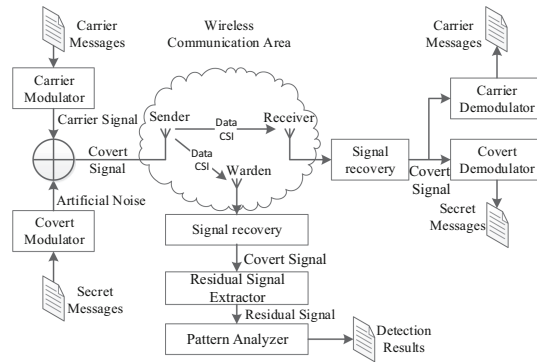 Carrier
Messages
Wireless
Communication Area
Carrier
Messages
Carrier
Modulator
Carrier
Demodulator
Carrier Signal
Sender
Data
CSI
Receiver
Covert
Signal
Data
CSI
Warden
Signal
recovery
Covert
Signal
Covert
Demodulator
Artificial Noise
Covert
Modulator
Signal recovery
Secret
Messages
Covert Signal
Residual Signal
Extractor
Secret
Messages
Residual Signal
Pattern Analyzer
Detection
Results